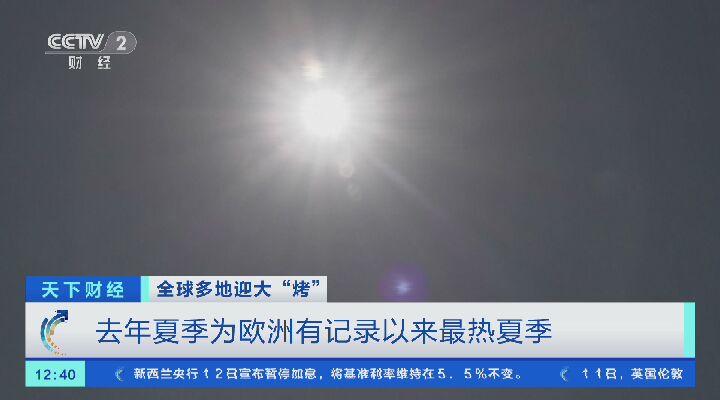 CCTV 2
财 经
天下财经
全球多地迎大“烤”
去年夏季为欧洲有记录以来最热夏季
12:40 新西兰央行12日宣布暂停加息，将基准利率维持在5．5%不变。 11日，英国伦敦